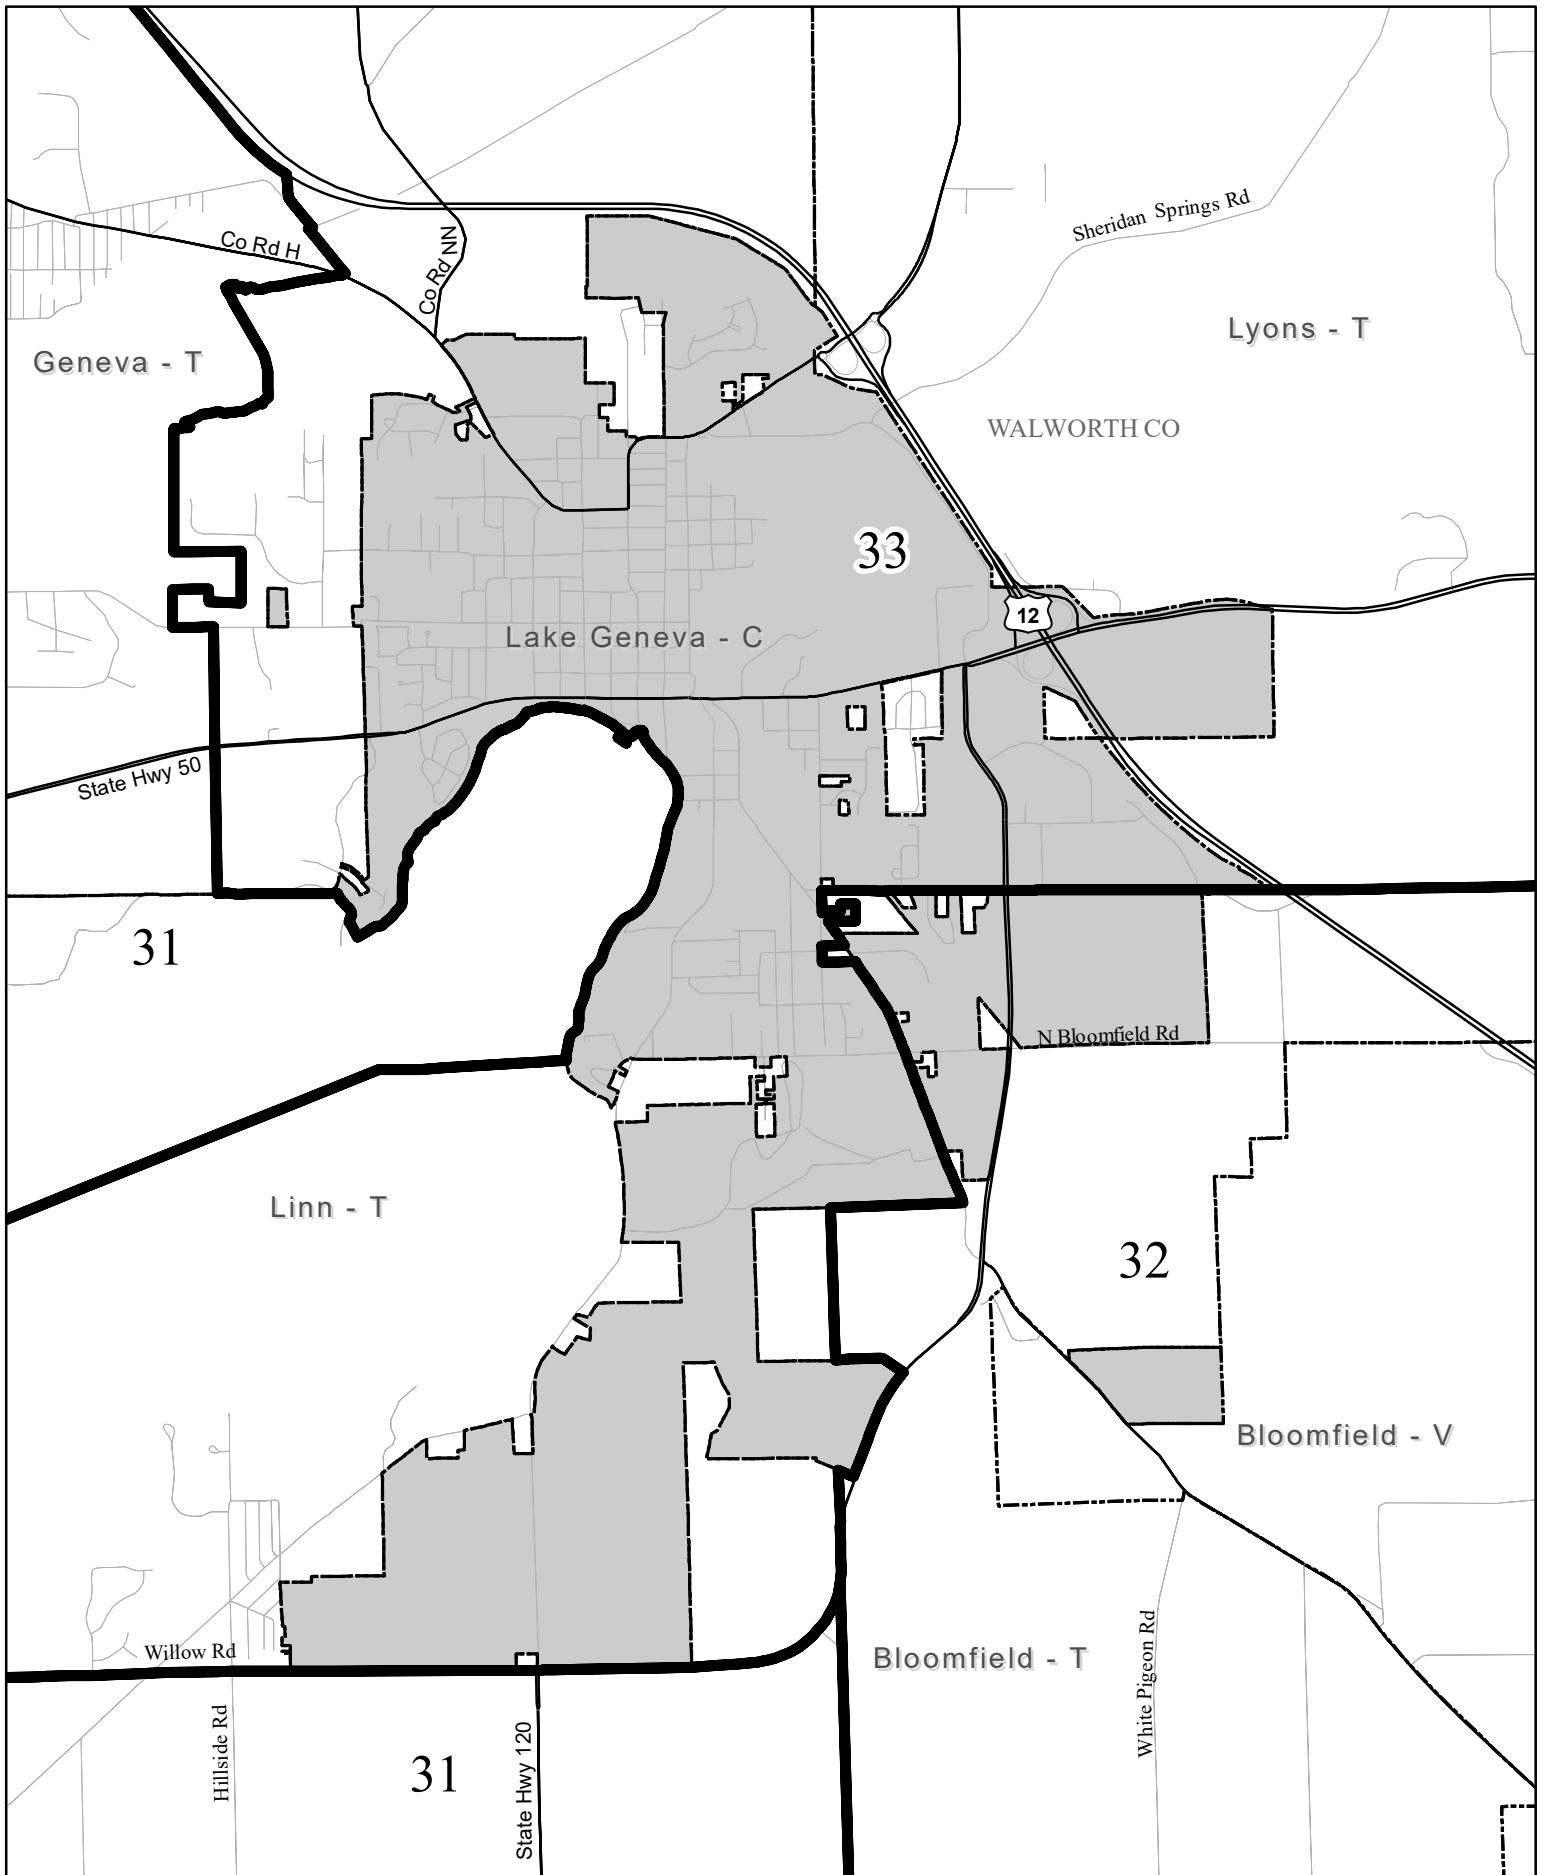 Sheridan Springs Rd
Co Rd H
Co Rd NN
Lyons - T
Geneva - T
WALWORTH CO
33
12
Lake Geneva - C
State Hwy 50
31
N Bloomfield Rd
Linn - T
32
Bloomfield - V
Willow Rd
Bloomfield - T
White Pigeon Rd
Hillside Rd
31
State Hwy 120